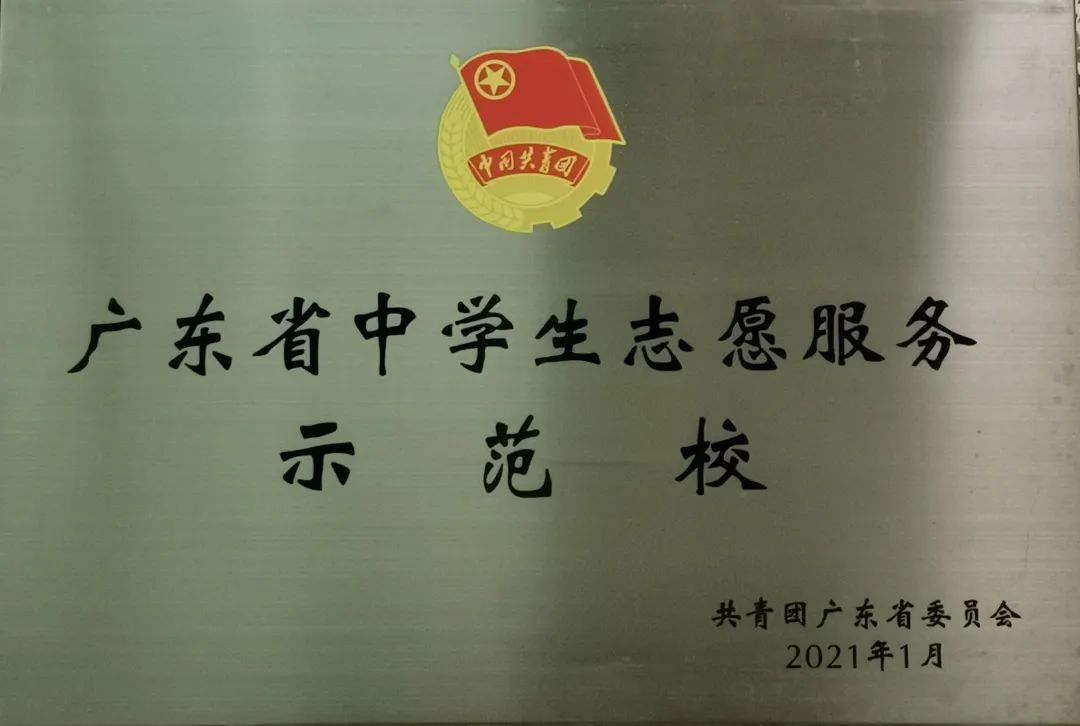 中国共青团
广东省中学生志愿服务
示范校
共青团广东省委员会
2021年1月